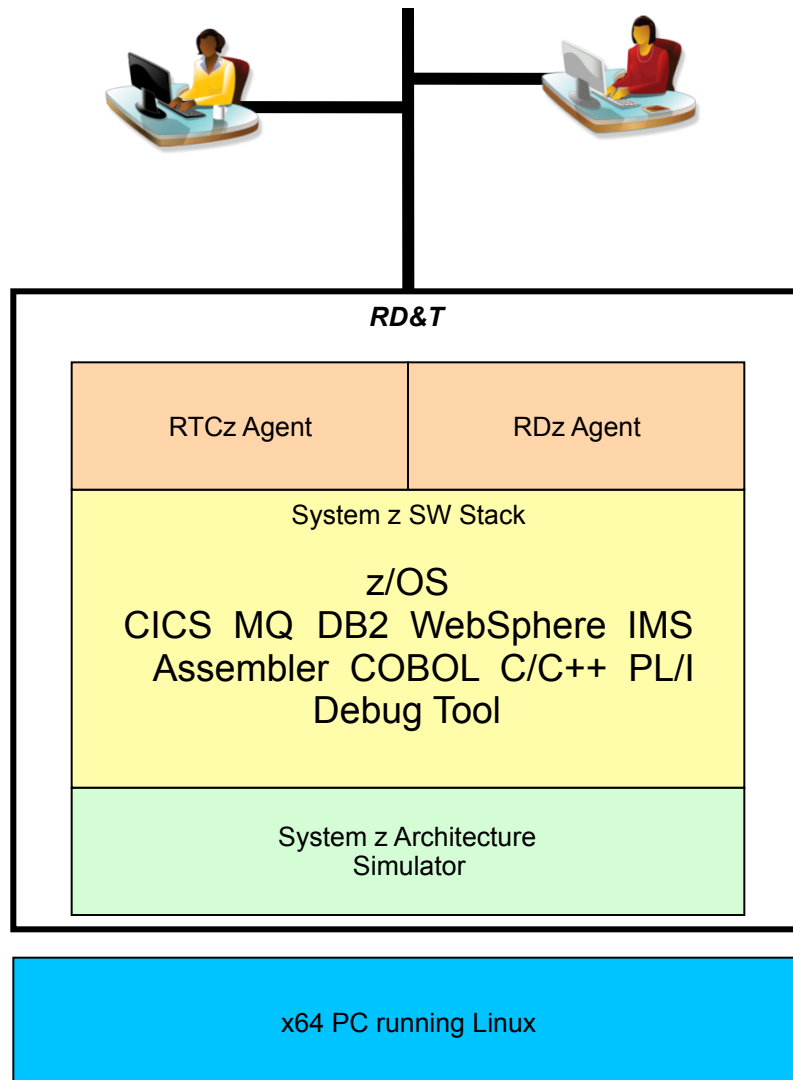 RD&T
RTCz Agent
RDz Agent
System z SW Stack
z/OS
CICS MQ DB2 WebSphere IMS
Assembler COBOL C/C++ PL/I
Debug Tool
System z Architecture
Simulator
x64 PC running Linux